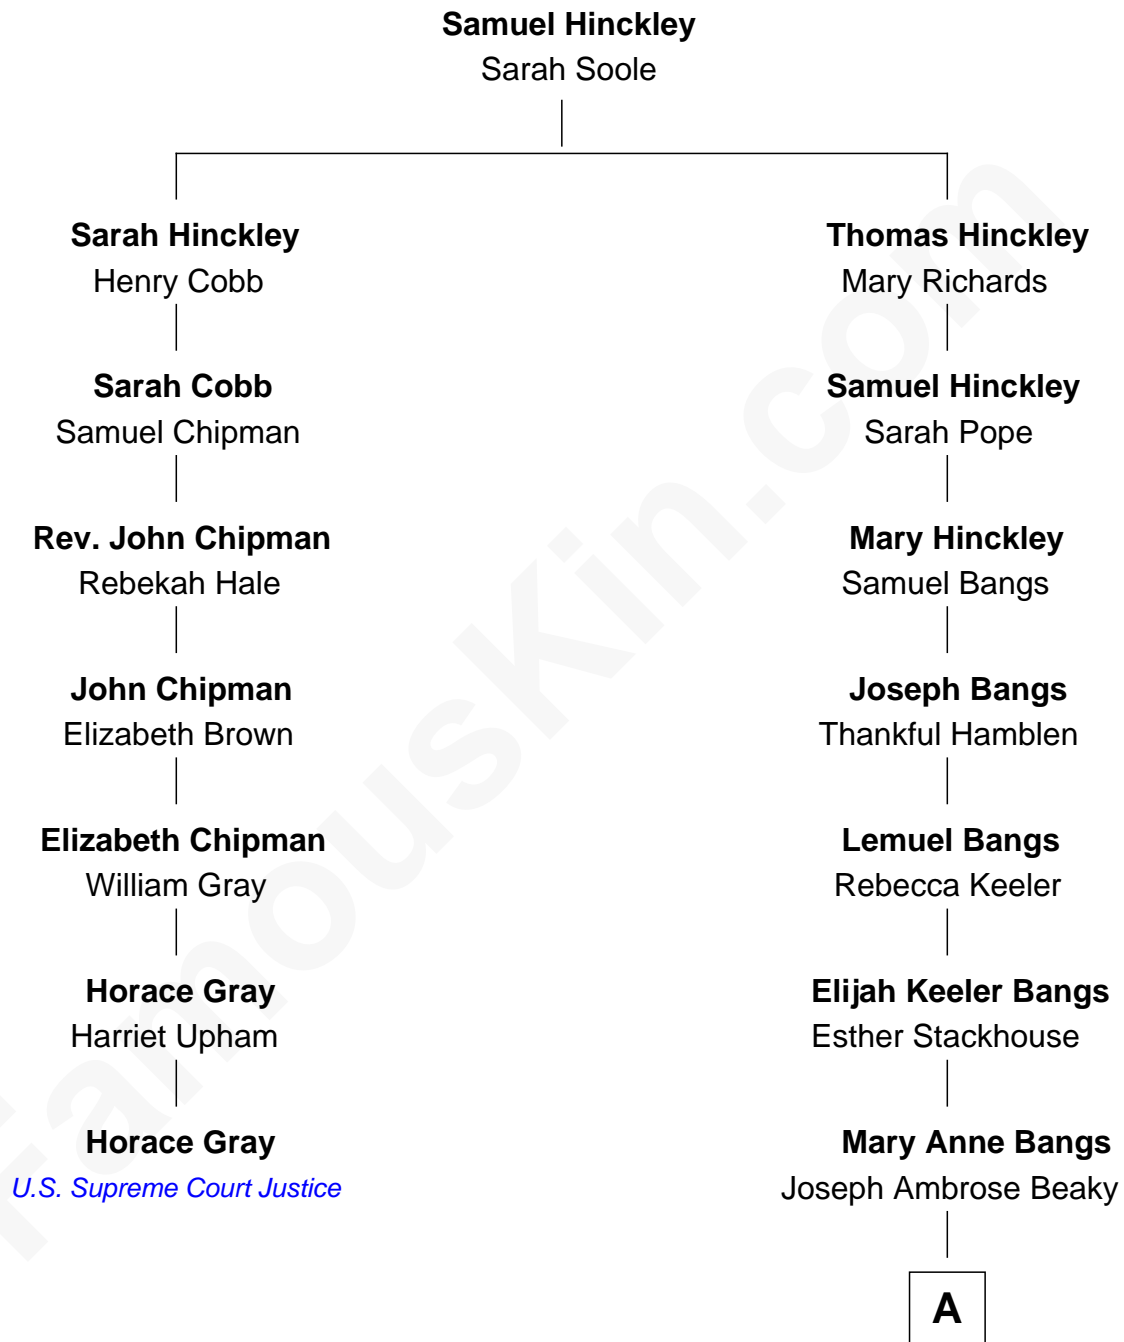 Samuel Hinckley
Sarah Soole
Sarah Hinckley
Henry Cobb
Thomas Hinckley
Mary Richards
Sarah Cobb
Samuel Chipman
Samuel Hinckley
Sarah Pope
Rev. John Chipman
Rebekah Hale
Mary Hinckley
Samuel Bangs
John Chipman
Elizabeth Brown
Joseph Bangs
Thankful Hamblen
Elizabeth Chipman
William Gray
Lemuel Bangs
Rebecca Keeler
Horace Gray
Harriet Upham
Elijah Keeler Bangs
Esther Stackhouse
Horace Gray
U.S. Supreme Court Justice
Mary Anne Bangs
Joseph Ambrose Beaky
A
FamousKin.com